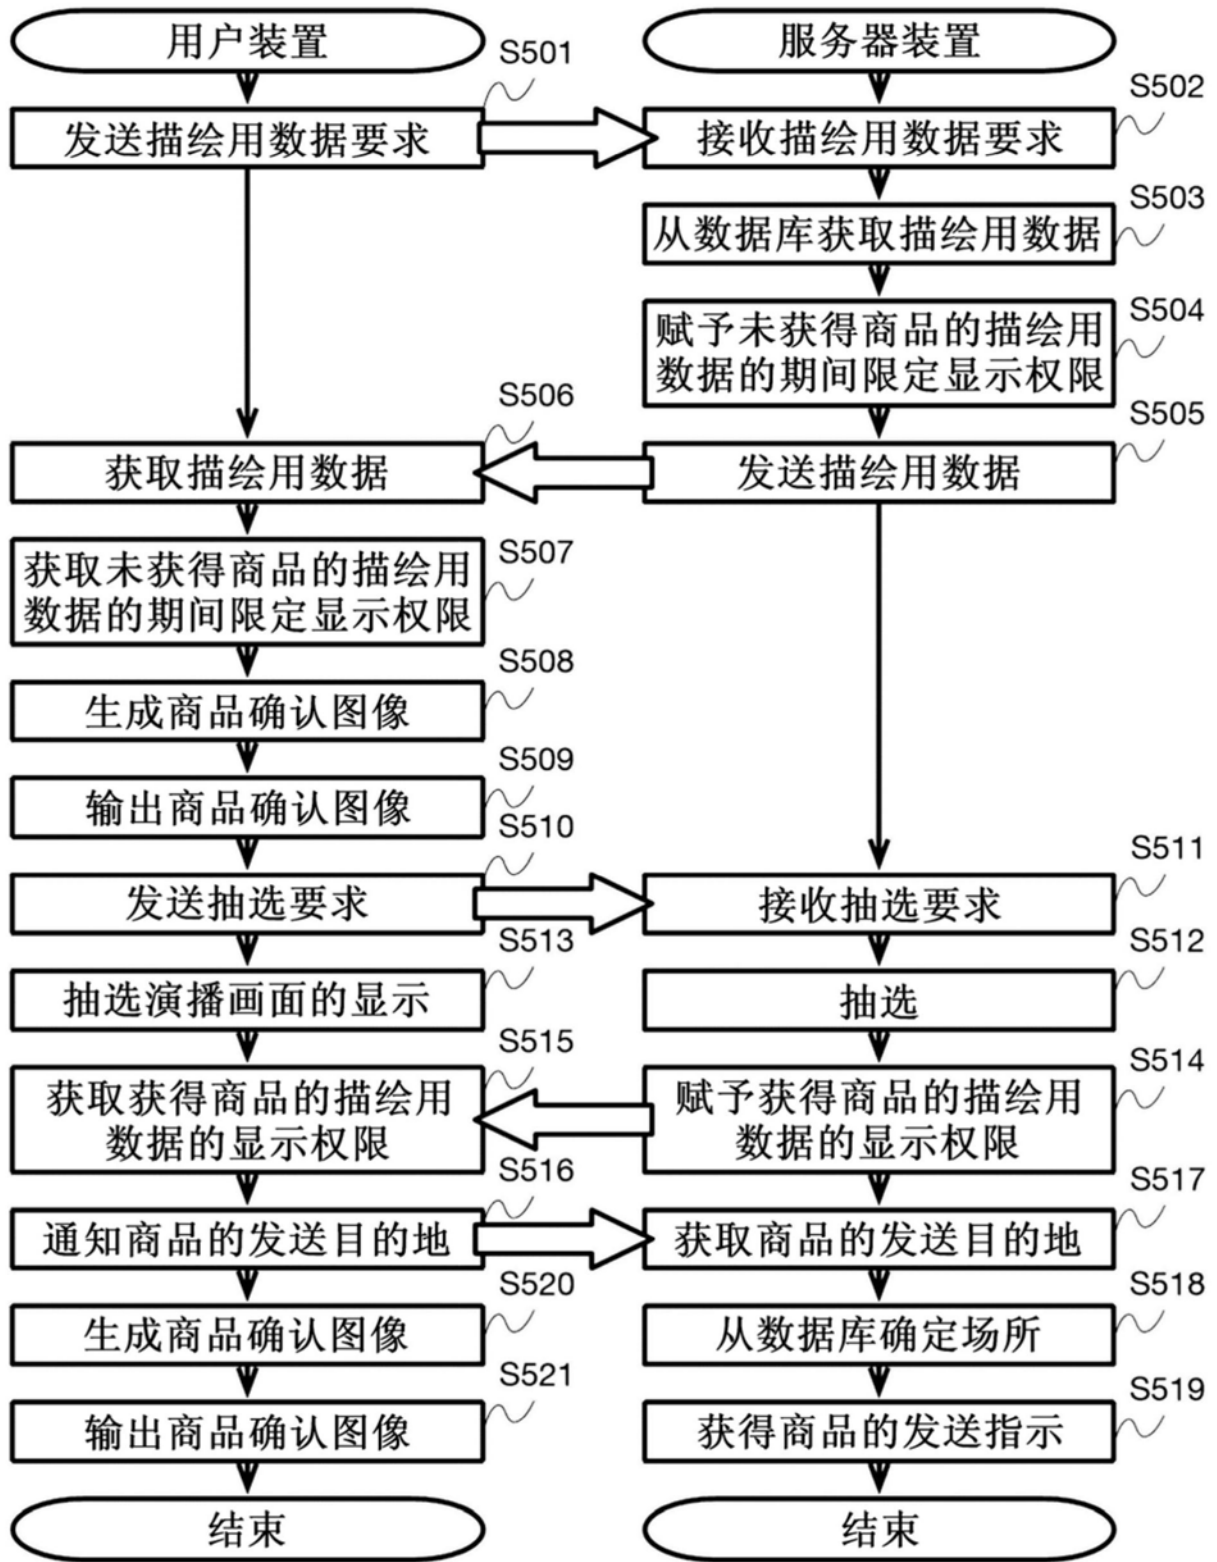 用户装置
服务器装置
S501
发送描绘用数据要求
S502
接收描绘用数据要求
S503
从数据库获取描绘用数据
S504
赋予未获得商品的描绘用
数据的期间限定显示权限
S505
发送描绘用数据
S506
获取描绘用数据
S507
获取未获得商品的描绘用
数据的期间限定显示权限
S508
生成商品确认图像
S509
输出商品确认图像
S510
发送抽选要求
S511
接收抽选要求
S512
抽选
S513
抽选演播画面的显示
S514
赋予获得商品的描绘用
数据的显示权限
S515
获取获得商品的描绘用
数据的显示权限
S516
通知商品的发送目的地
S517
获取商品的发送目的地
S518
从数据库确定场所
S519
获得商品的发送指示
S520
生成商品确认图像
S521
输出商品确认图像
结束
结束